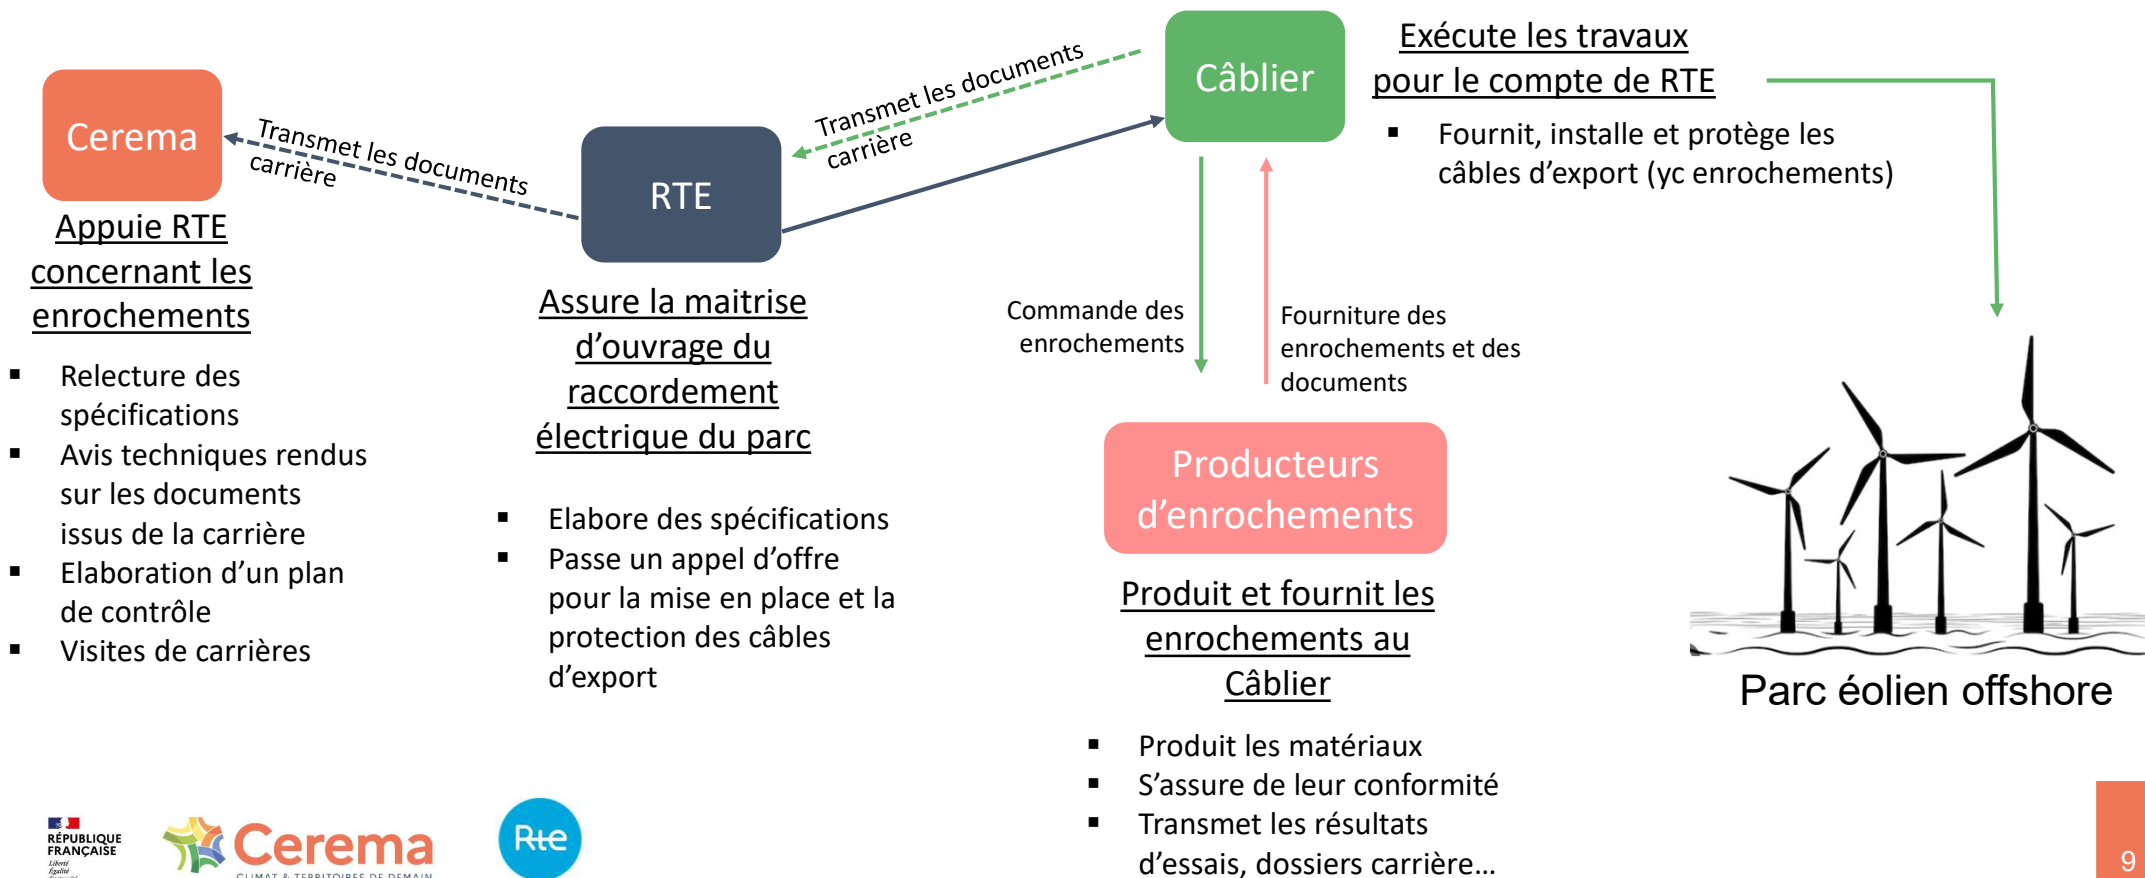 Cerema
Transmet les documents
carrière
Appuie RTE
concernant les
enrochements
▪ Relecture des
spécifications
▪ Avis techniques rendus
sur les documents
issus de la carrière
▪ Elaboration d’un plan
de contrôle
▪ Visites de carrières
RTE
Assure la maitrise
d’ouvrage du
raccordement
électrique du parc
▪ Elabore des spécifications
▪ Passe un appel d’offre
pour la mise en place et la
protection des câbles
d’export
Transmet les documents
carrière
Câblier
Exécute les travaux
pour le compte de RTE
▪ Fournit, installe et protège les
câbles d’export (yc enrochements)
Commande des
enrochements
Fourniture des
enrochements et des
documents
Producteurs
d’enrochements
Produit et fournit les
enrochements au
Câblier
▪ Produit les matériaux
▪ S’assure de leur conformité
▪ Transmet les résultats
d’essais, dossiers carrière…
Parc éolien offshore
RÉPUBLIQUE
FRANÇAISE
Liberté
Égalité
Cerema
CLIMAT & TERRITOIRES DE DEMAIN
Rte
9